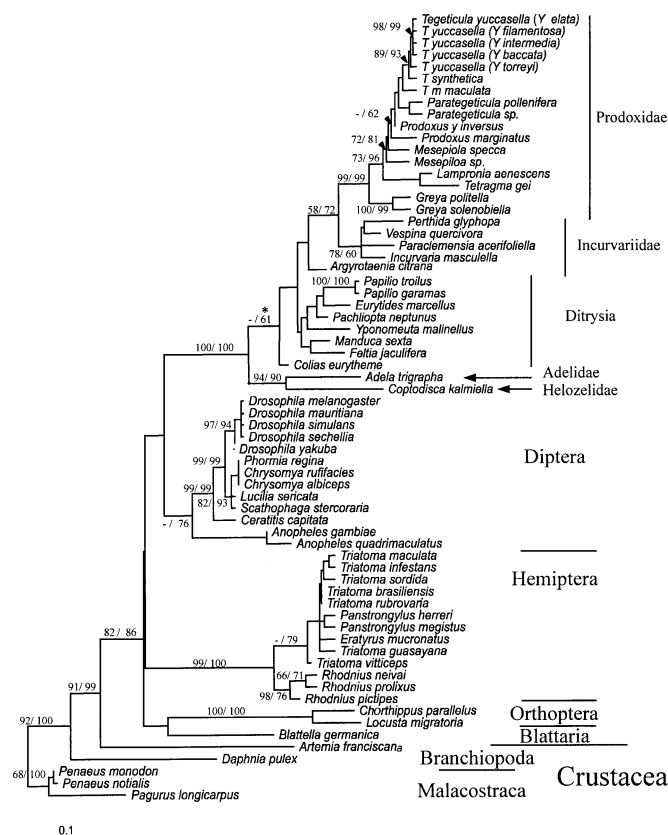 Tegeticula yuccasella (Y elata)
98/ 99
T yuccasella (Y filamentosa)
T yuccasella (Y intermedia)
89/ 93
T yuccasella (Y baccata)
T yuccasella (Y torreyi)
T synthetica
T m maculata
Parategeticula pollenifera
Prodoxidae
- / 62
Parategeticula sp.
Prodoxus y inversus
72/ 81
Prodoxus marginatus
Mesepiola specca
73/ 96
Mesepiloa sp.
99/ 99
Lampronia aenescens
Tetragma gei
Greya politella
58/ 72
100/ 99
Greya solenobiella
Perthida glyphopa
Vespina quercivora
Paraclemensia acerifoliella
Incurvariidae
78/ 60
Incurvaria masculella
Argyrotaenia citrana
100/ 100
Papilio troilus
Papilio garamas
Eurytides marcellus
*
Pachliopta neptunus
Ditrysia
- / 61
Yponomeuta malinellus
Manduca sexta
100/ 100
Feltia jaculifera
Colias eurytheme
94/ 90
Adela trigrapha
Adelidae
Coptodisca kalmiella
Helozelidae
Drosophila melanogaster
Drosophila mauritiana
97/ 94
Drosophila simulans
Drosophila sechellia
Drosophila yakuba
99/ 99
Phormia regina
Diptera
Chrysomya rufifacies
Chrysomya albiceps
99/ 99
Lucilia sericata
82/ 93
Scathophaga stercoraria
- / 76
Ceratitis capitata
Anopheles gambiae
Anopheles quadrimaculatus
Triatoma maculata
Triatoma infestans
Triatoma sordida
Hemiptera
Triatoma brasiliensis
Triatoma rubrovaria
Panstrongylus herreri
Panstrongylus megistus
- / 79
Eratyrus mucronatus
Triatoma guasayana
82 / 86
99/ 100
Triatoma vitticeps
66/ 71
Rhodnius neivai
Rhodnius prolixus
98/ 76
Rhodnius pictipes
91/ 99
100/ 100
Chorthippus parallelus
Orthoptera
Locusta migratoria
92/ 100
Blattella germanica
Blattaria
Artemia franciscana
Daphnia pulex
Branchiopoda
68/ 100
Penaeus monodon
Crustacea
Penaeus notialis
Malacostraca
Pagurus longicarpus
0.1